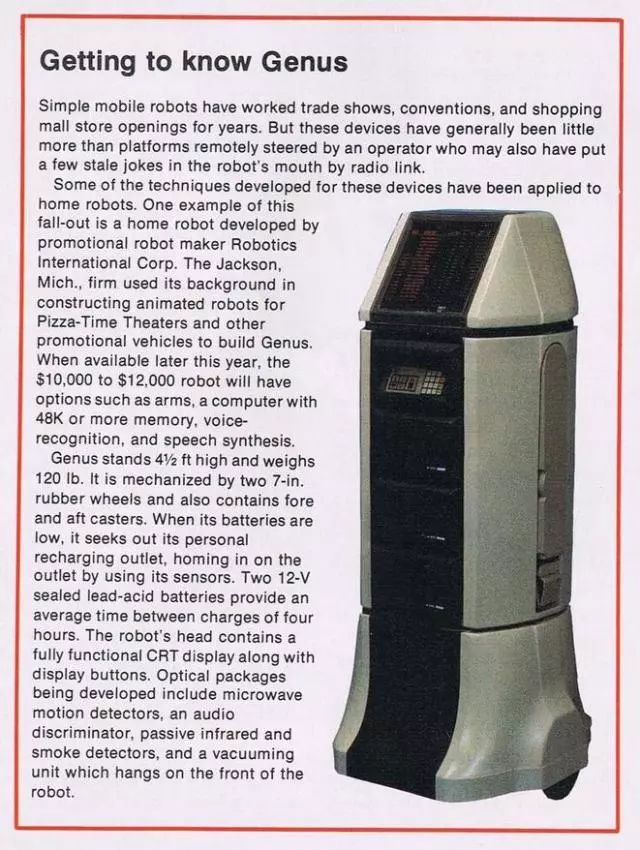 Getting to know Genus
Simple mobile robots have worked trade shows, conventions, and shopping
mall store openings for years. But these devices have generally been little
more than platforms remotely steered by an operator who may also have put
a few stale jokes in the robot's mouth by radio link.
Some of the techniques developed for these devices have been applied to
home robots. One example of this
fall-out is a home robot developed by
promotional robot maker Robotics
International Corp. The Jackson,
Mich., firm used its background in
constructing animated robots for
Pizza-Time Theaters and other
promotional vehicles to build Genus.
When available later this year, the
$10,000 to $12,000 robot will have
options such as arms, a computer with
48K or more memory, voice-
recognition, and speech synthesis.
Genus stands 4½ ft high and weighs
120 lb. It is mechanized by two 7-in.
rubber wheels and also contains fore
and aft casters. When its batteries are
low, it seeks out its personal
recharging outlet, homing in on the
outlet by using its sensors. Two 12-V
sealed lead-acid batteries provide an
average time between charges of four
hours. The robot's head contains a
fully functional CRT display along with
display buttons. Optical packages
being developed include microwave
motion detectors, an audio
discriminator, passive infrared and
smoke detectors, and a vacuuming
unit which hangs on the front of the
robot.